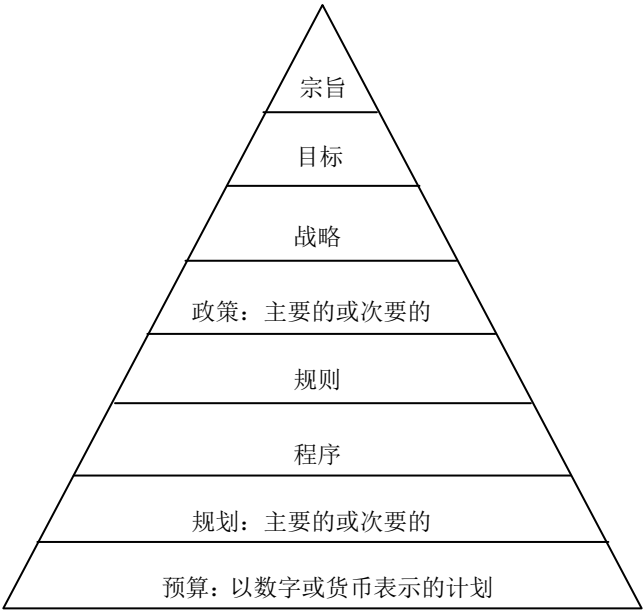 宗旨
目标
战略
政策：主要的或次要的
规则
程序
规划：主要的或次要的
预算：以数字或货币表示的计划